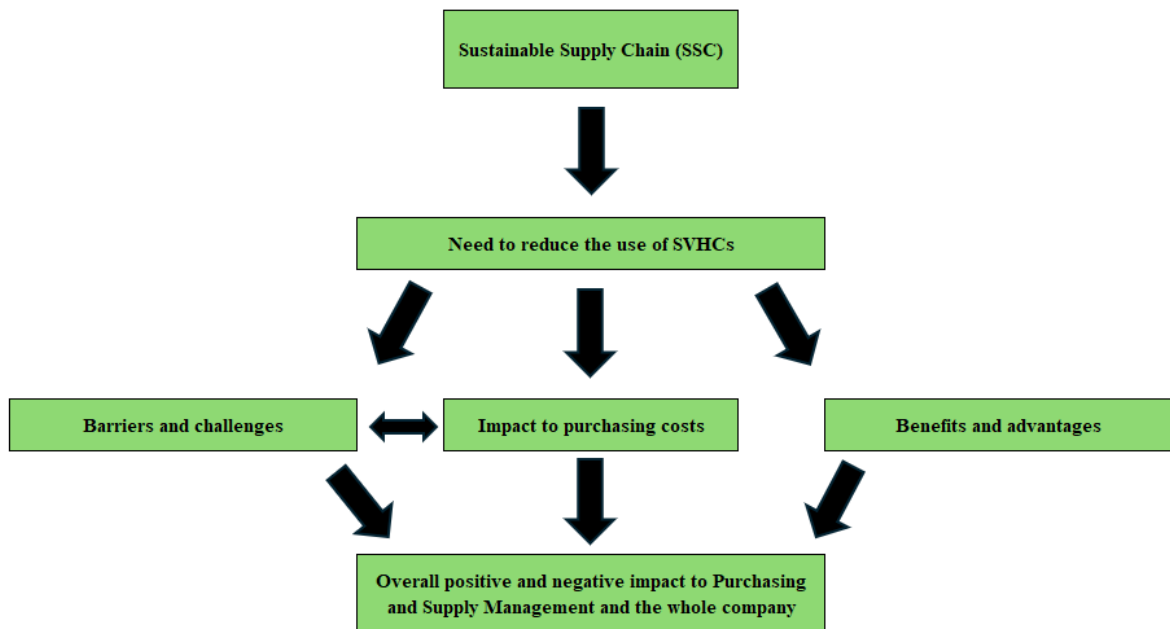 Sustainable Supply Chain (SSC)
Need to reduce the use of SVHCs
Barriers and challenges
Impact to purchasing costs
Benefits and advantages
Overall positive and negative impact to Purchasing
and Supply Management and the whole company